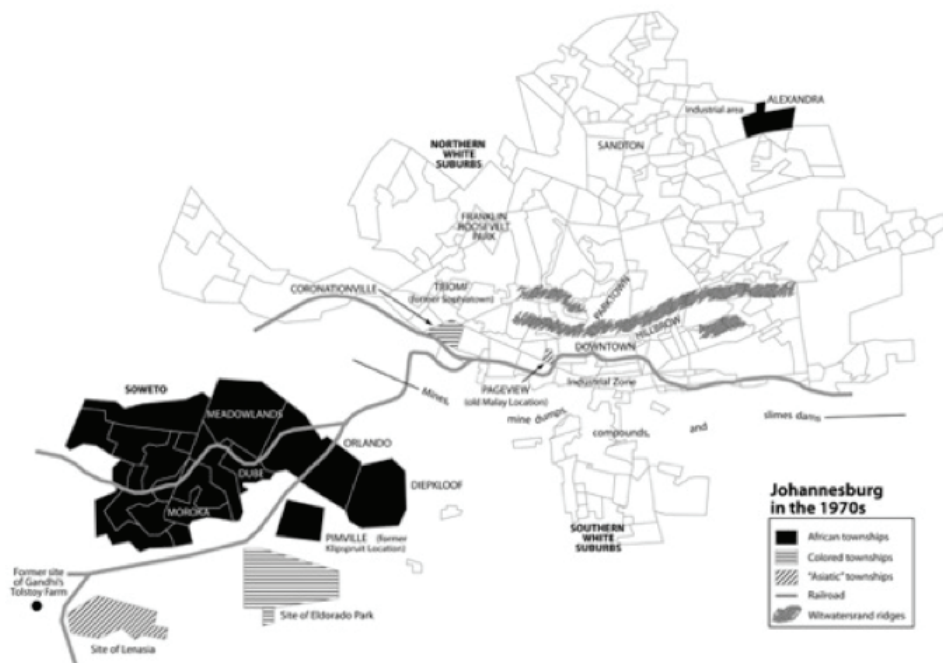 ALEXANDRA
Industrial area
SANDTON
NORTHERN
WHITE
SUBURBS
FRANKLIN
ROOSEVELT
PARK
CORONATIONVILLE
TRIOMF
(former Sophiatown)
PARKTOWN
HILLBROW
DOWNTOWN
PAGEVIEW
(old Malay Location)
Industrial Zone
Mines,
mine dumps,
compounds,
and
slimes dams
SOWETO
MEADOWLANDS
ORLANDO
DUBE
DIEPKLOOF
MOROKA
PIMVILLE (former
Klipspruit Location)
SOUTHERN
WHITE
SUBURBS
Former site
of Gandhi's
Tolstoy Farm
Site of Eldorado Park
Site of Lenasia
Johannesburg
in the 1970s
African townships
Colored townships
"Asiatic" townships
Railroad
Witwatersrand ridges